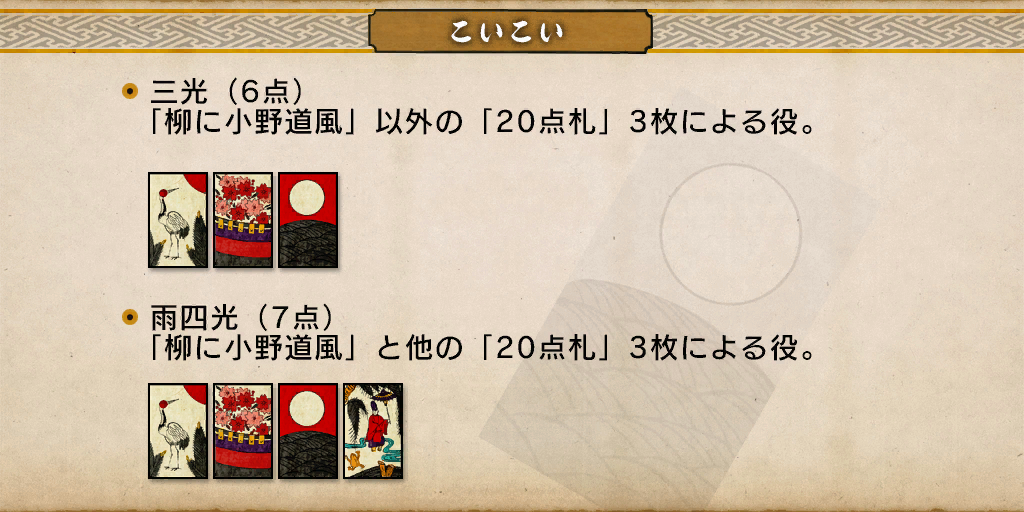 こいこい
三光（6点）
「柳に小野道風」以外の「20点札」3枚による役。
雨四光（7点）
「柳に小野道風」と他の「20点札」3枚による役。